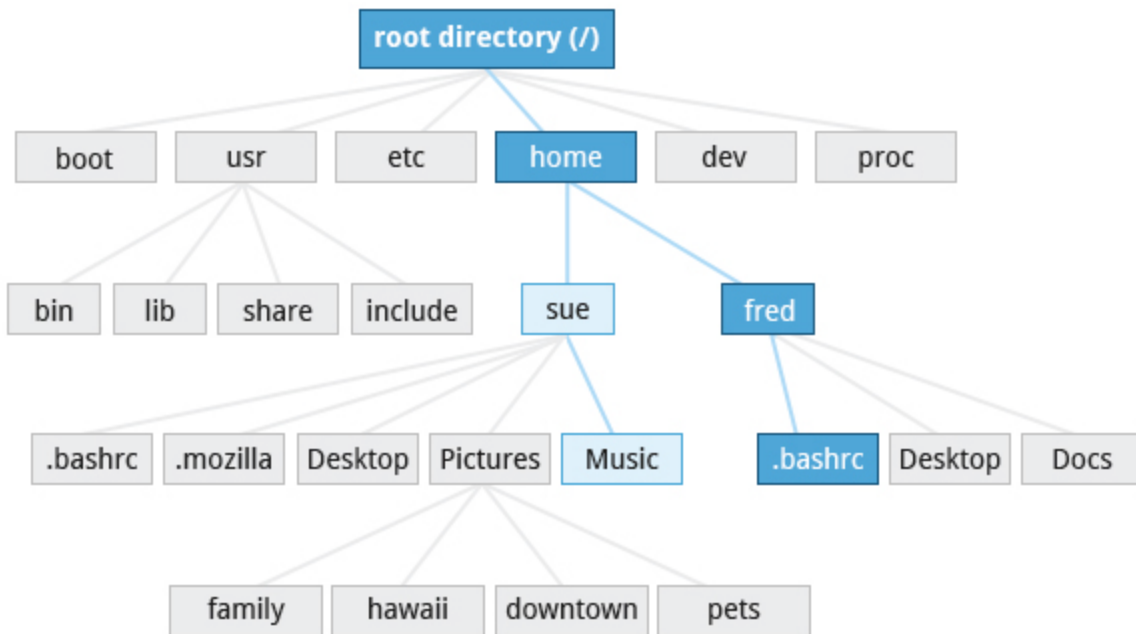 root directory (/)
boot usr etc home dev proc
bin lib share include sue fred
.bashrc .mozilla Desktop Pictures Music .bashrc Desktop Docs
family hawaii downtown pets